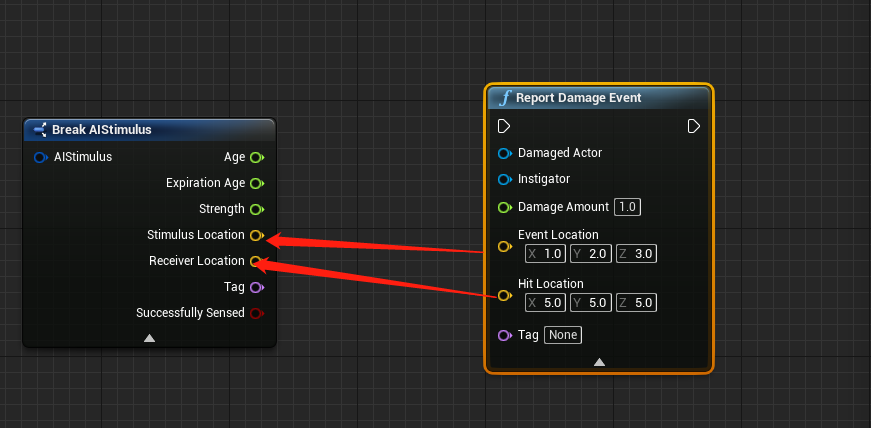 Break AIStimulus
AIStimulus
Age
Expiration Age
Strength
Stimulus Location
Receiver Location
Tag
Successfully Sensed
f Report Damage Event
Damaged Actor
Instigator
Damage Amount 1.0
Event Location
X 1.0 Y 2.0 Z 3.0
Hit Location
X 5.0 Y 5.0 Z 5.0
Tag None